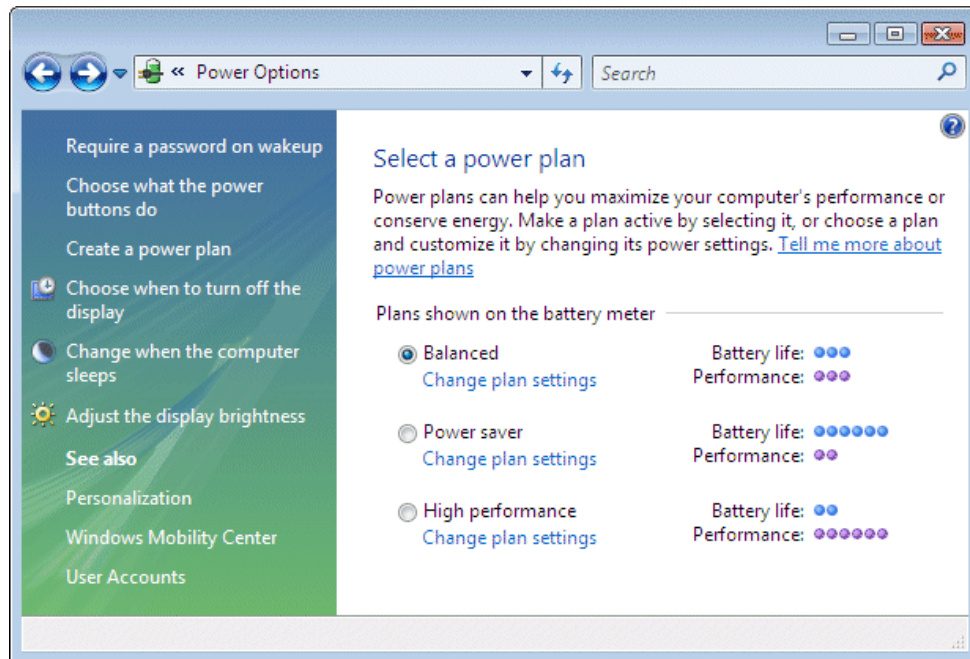 « Power Options
Search
Require a password on wakeup
Choose what the power
buttons do
Create a power plan
Choose when to turn off the
display
Change when the computer
sleeps
Adjust the display brightness
See also
Personalization
Windows Mobility Center
User Accounts
Select a power plan
Power plans can help you maximize your computer's performance or
conserve energy. Make a plan active by selecting it, or choose a plan
and customize it by changing its power settings. Tell me more about
power plans
Plans shown on the battery meter
Balanced Battery life:
Change plan settings Performance:
Power saver Battery life:
Change plan settings Performance:
High performance Battery life:
Change plan settings Performance: